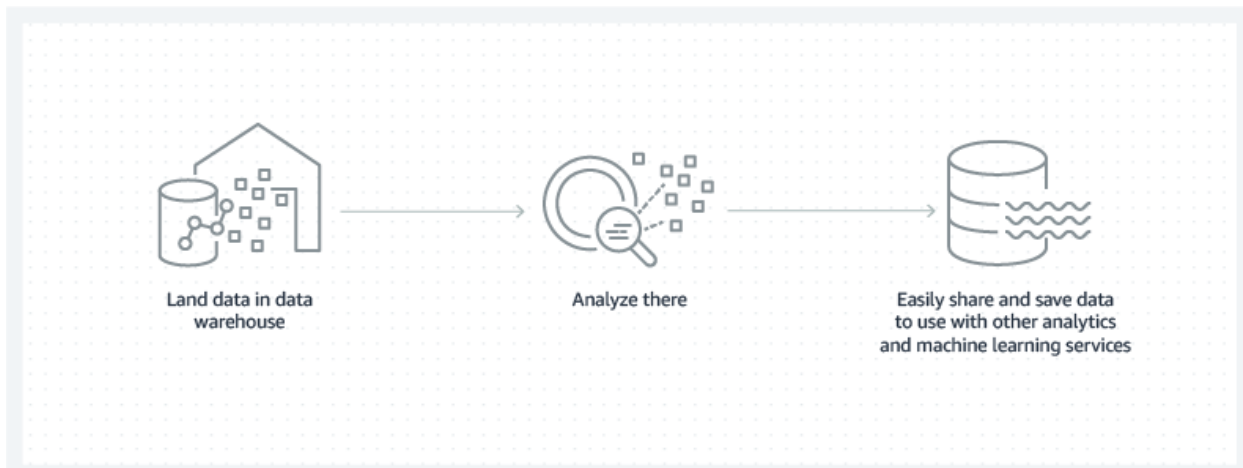 Land data in data
warehouse
Analyze there
Easily share and save data
to use with other analytics
and machine learning services